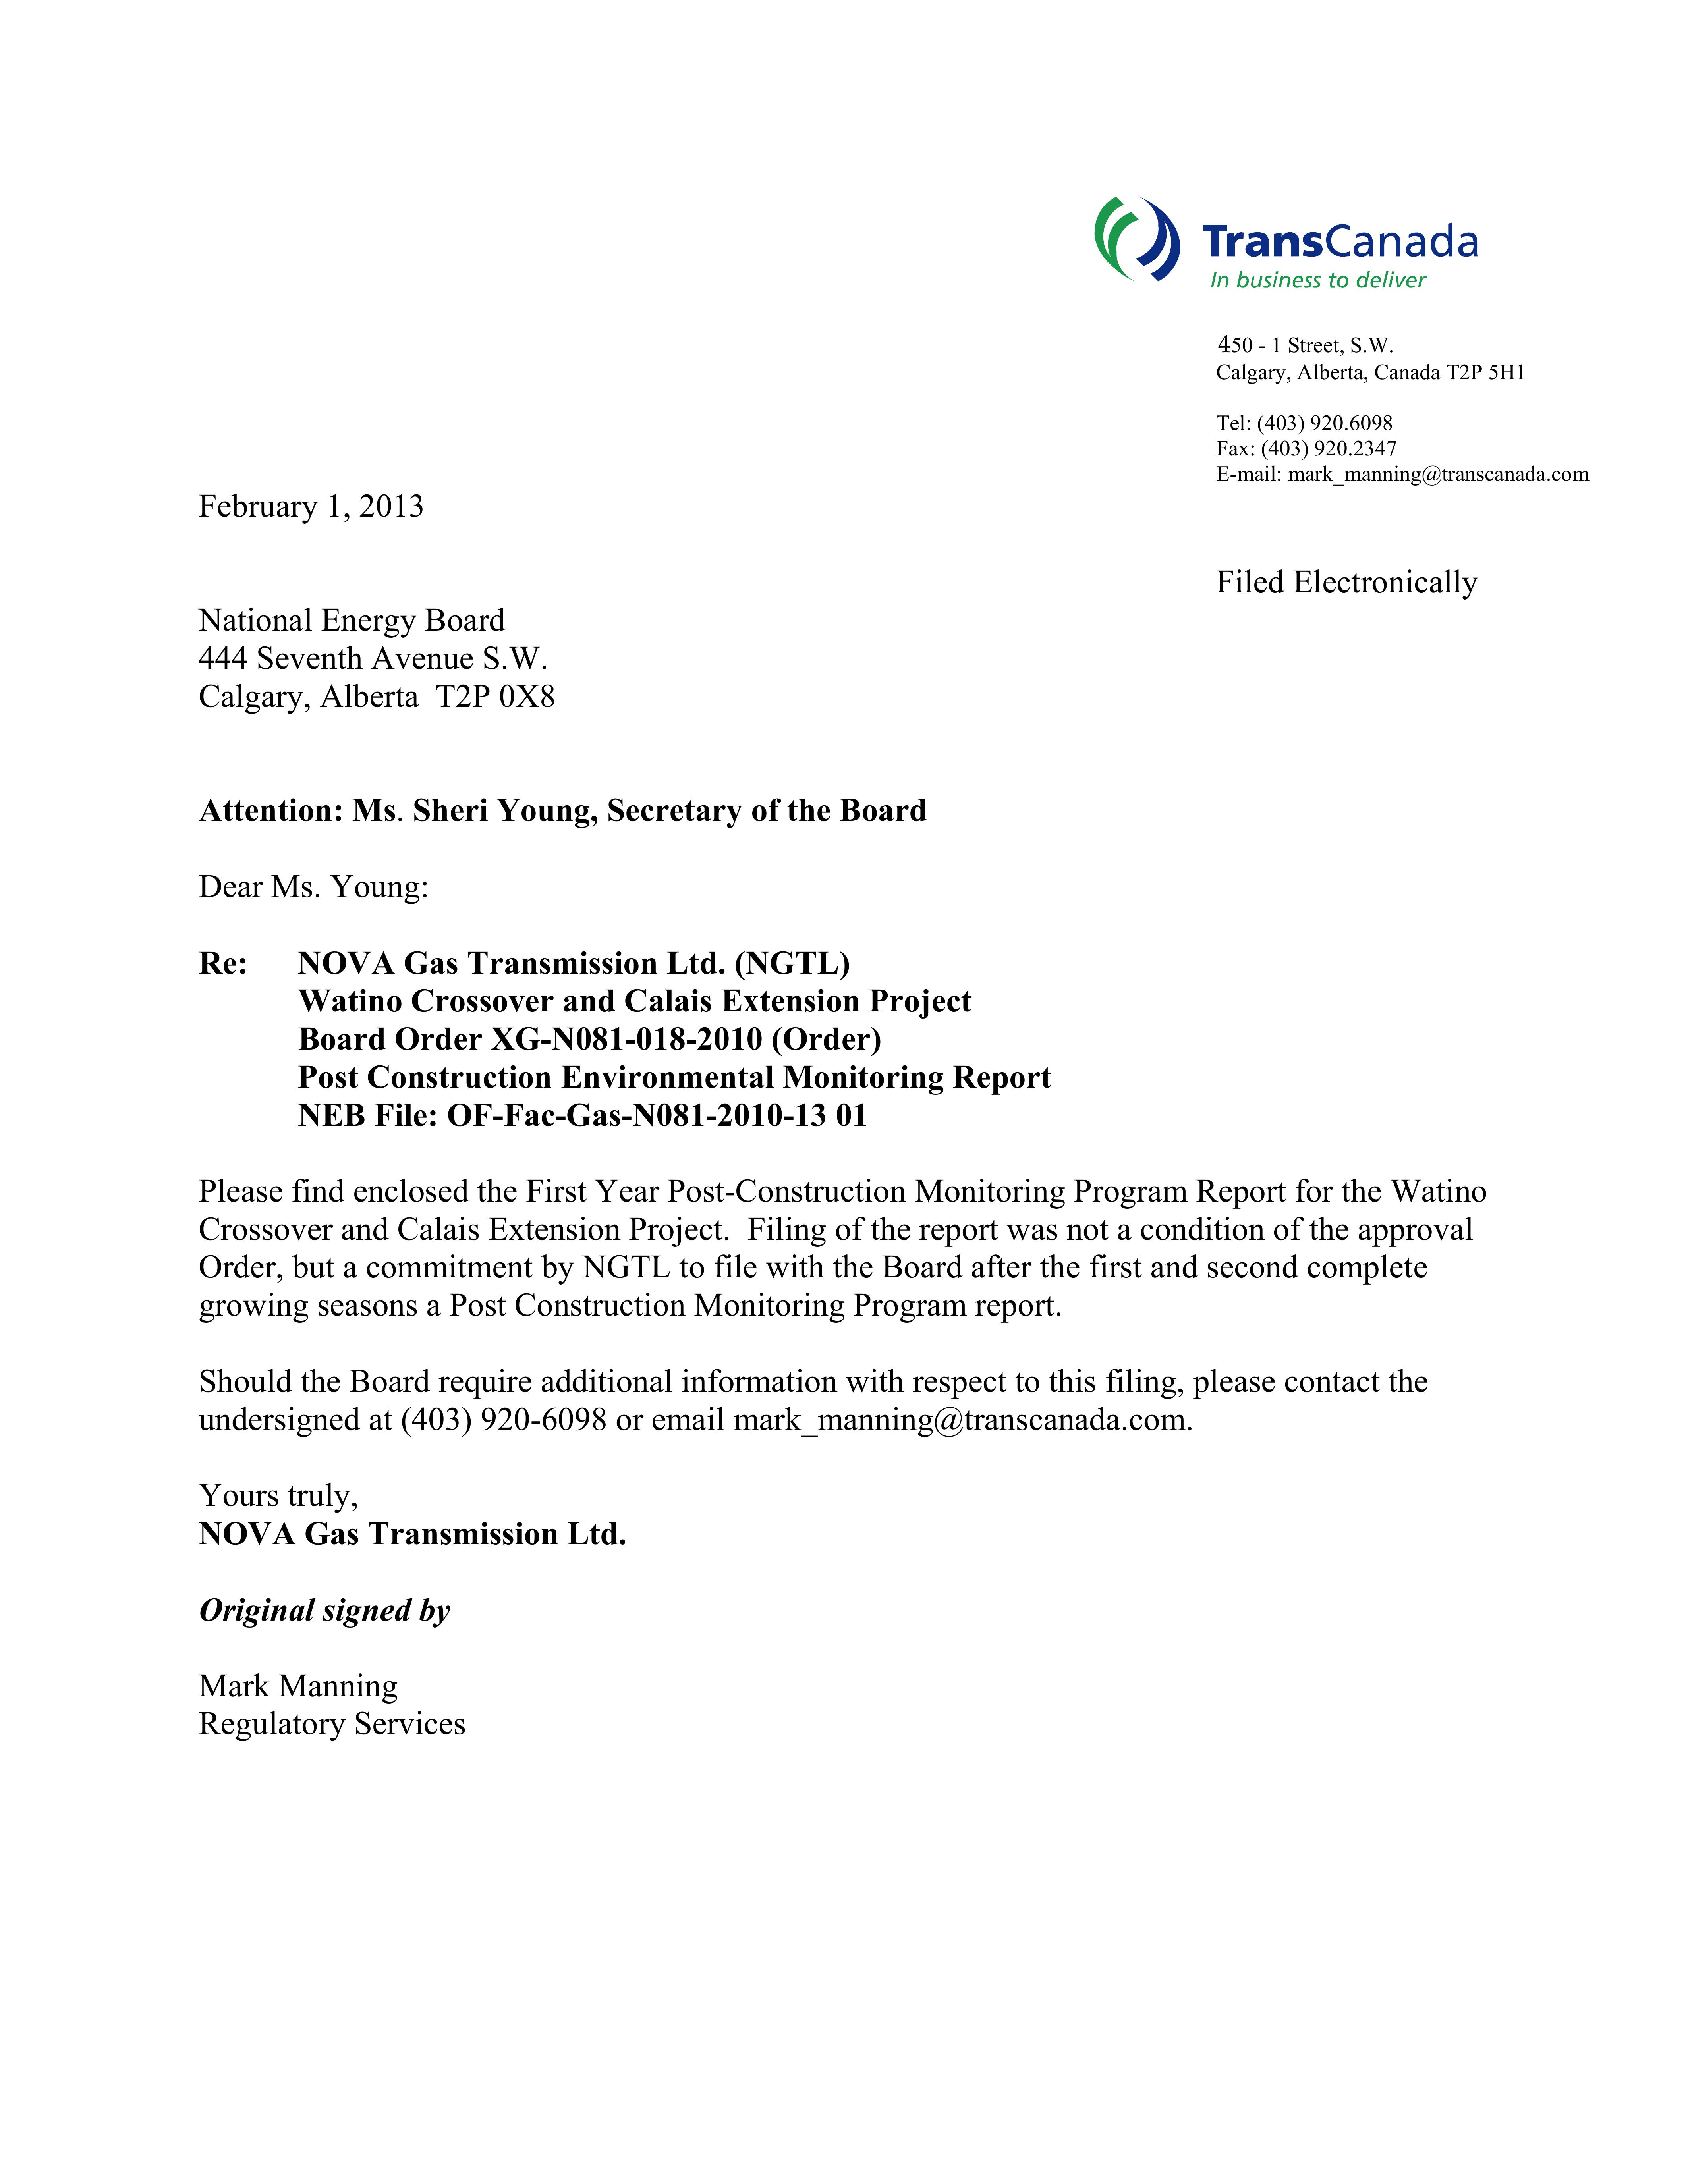 TransCanada
In business to deliver
450 - 1 Street, S.W.
Calgary, Alberta, Canada T2P 5H1
Tel: (403) 920.6098
Fax: (403) 920.2347
E-mail: mark_manning@transcanada.com
February 1, 2013
Filed Electronically
National Energy Board
444 Seventh Avenue S.W.
Calgary, Alberta  T2P 0X8
Attention: Ms. Sheri Young, Secretary of the Board
Dear Ms. Young:
Re: NOVA Gas Transmission Ltd. (NGTL)
Watino Crossover and Calais Extension Project
Board Order XG-N081-018-2010 (Order)
Post Construction Environmental Monitoring Report
NEB File: OF-Fac-Gas-N081-2010-13 01
Please find enclosed the First Year Post-Construction Monitoring Program Report for the Watino
Crossover and Calais Extension Project.  Filing of the report was not a condition of the approval
Order, but a commitment by NGTL to file with the Board after the first and second complete
growing seasons a Post Construction Monitoring Program report.
Should the Board require additional information with respect to this filing, please contact the
undersigned at (403) 920-6098 or email mark_manning@transcanada.com.
Yours truly,
NOVA Gas Transmission Ltd.
Original signed by
Mark Manning
Regulatory Services